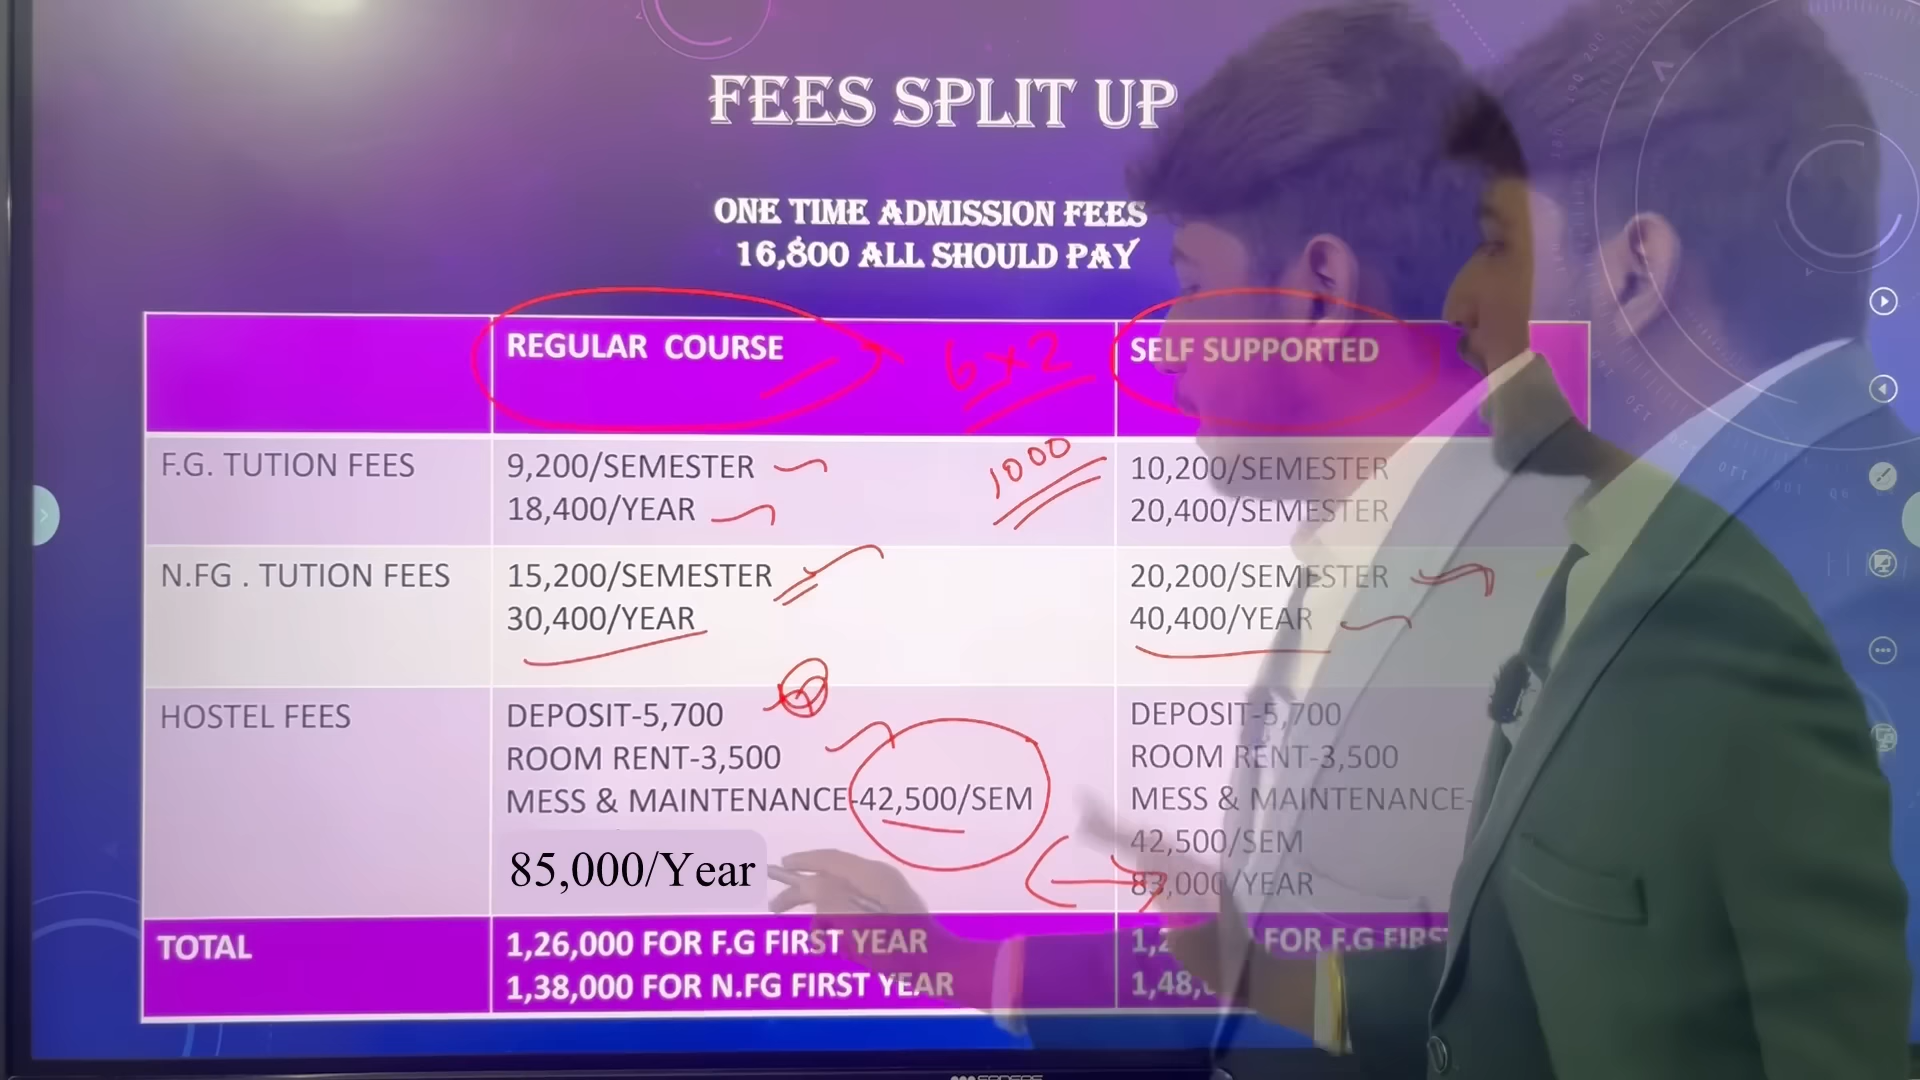 FEES SPLIT UP
ONE TIME ADMISSION FEES
16,800 ALL SHOULD PAY
REGULAR COURSE
6x2
SELF SUPPORTED
F.G. TUTION FEES
9,200/SEMESTER
18,400/YEAR
1000
10,200/SEMESTER
20,400/SEMESTER
N.FG . TUTION FEES
15,200/SEMESTER
30,400/YEAR
20,200/SEMESTER
40,400/YEAR
HOSTEL FEES
DEPOSIT-5,700
ROOM RENT-3,500
MESS & MAINTENANCE-42,500/SEM
85,000/Year
DEPOSIT-5,700
ROOM RENT-3,500
MESS & MAINTENANCE-
42,500/SEM
83,000/YEAR
TOTAL
1,26,000 FOR F.G FIRST YEAR
1,38,000 FOR N.FG FIRST YEAR
FOR F.G